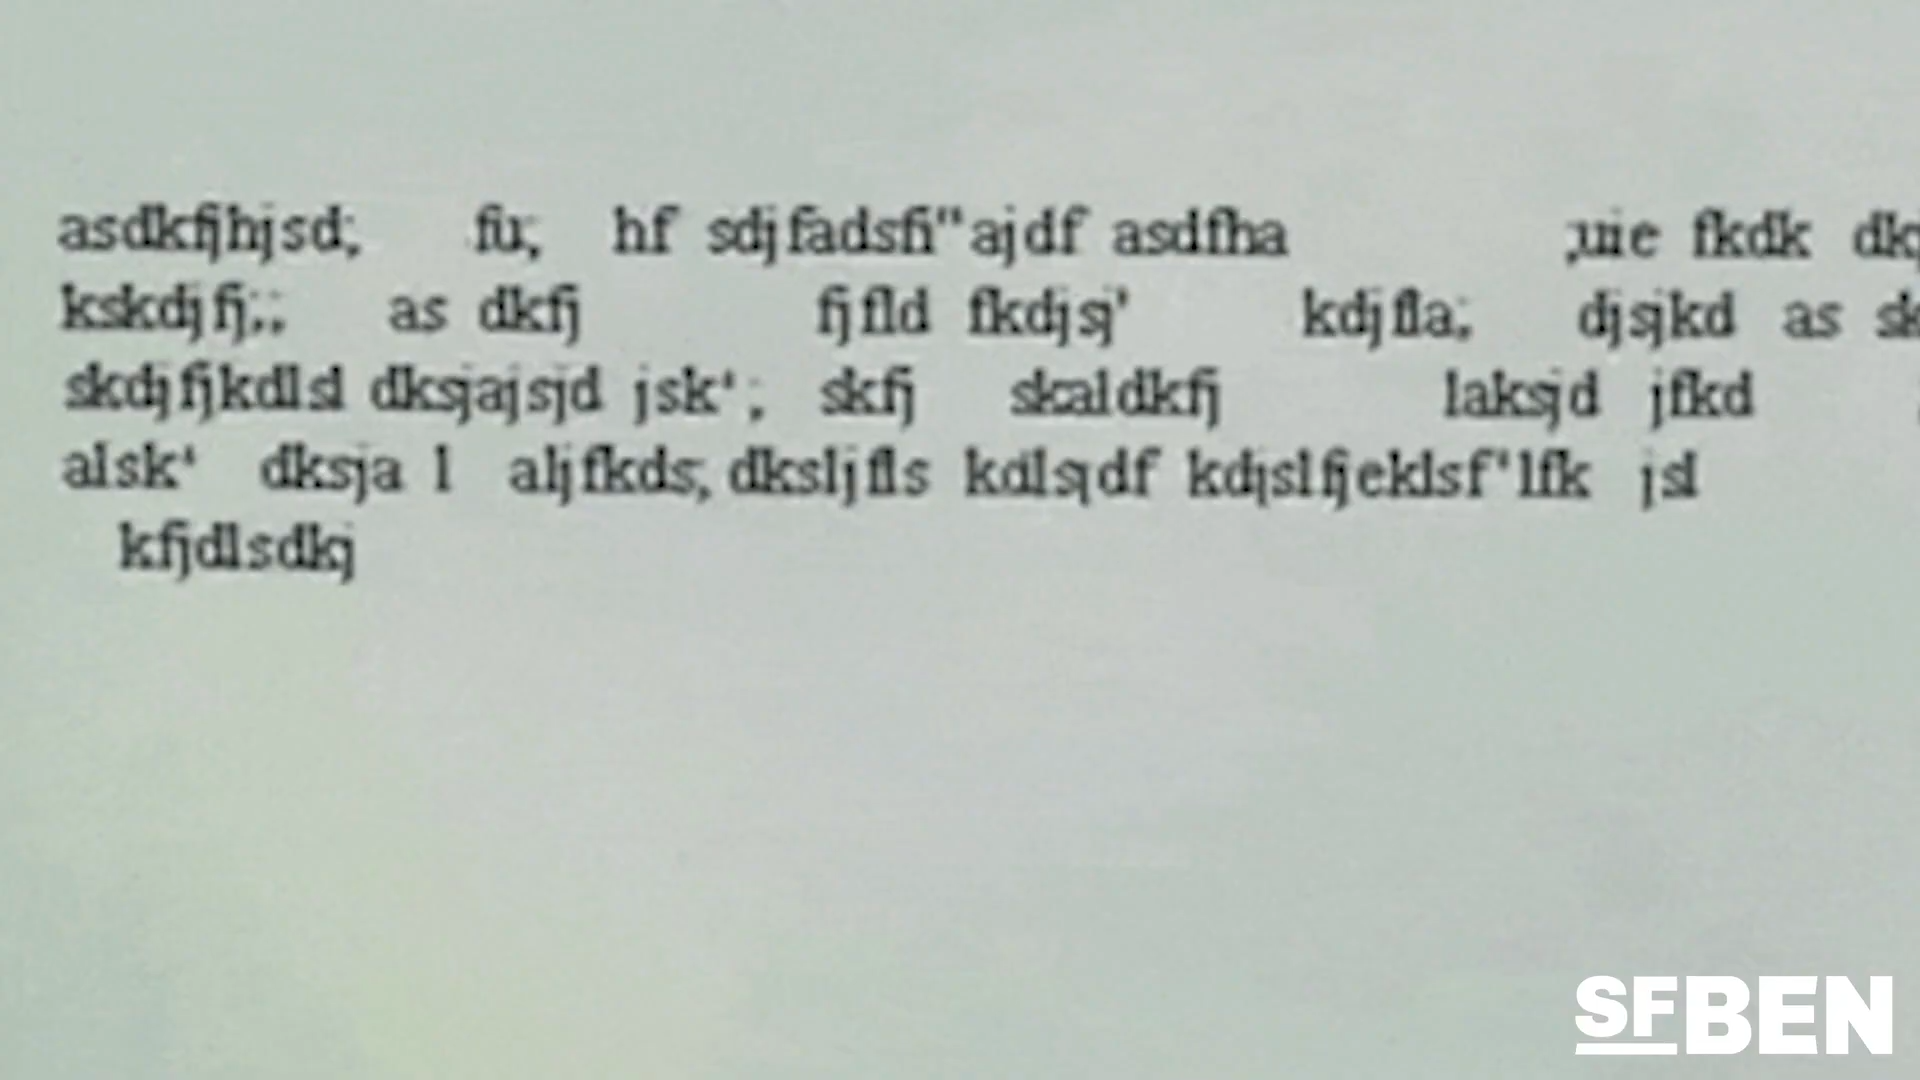 asdkfjhjsd; fu; hf sdjfadsfi"ajdf asdfha ;uie fkdk
kskdjfj;; as dkfj fjfld fkdjsj' kdjfla; djsjkd as
skdjfjkdlsl dksjajsjd jsk'; skfj skaldkfj laksjd jfkd
alsk' dksja l aljfkds; dksljfls kdlsjdf kdjslfjeklsf'lfk jsl
kfjdlsdkj
SFBEN